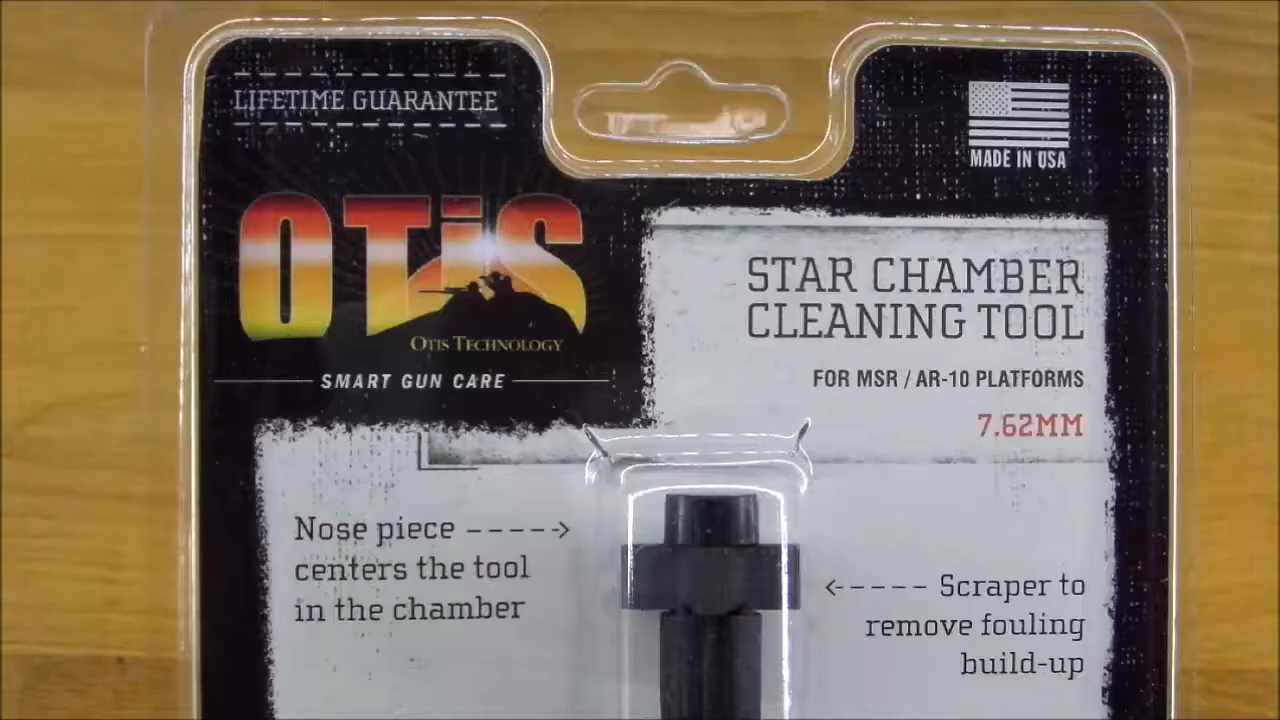 LIFETIME GUARANTEE
MADE IN USA
OTiS
OTIS TECHNOLOGY
SMART GUN CARE
STAR CHAMBER
CLEANING TOOL
FOR MSR / AR-10 PLATFORMS
7.62MM
Nose piece
centers the tool
in the chamber
Scraper to
remove fouling
build-up